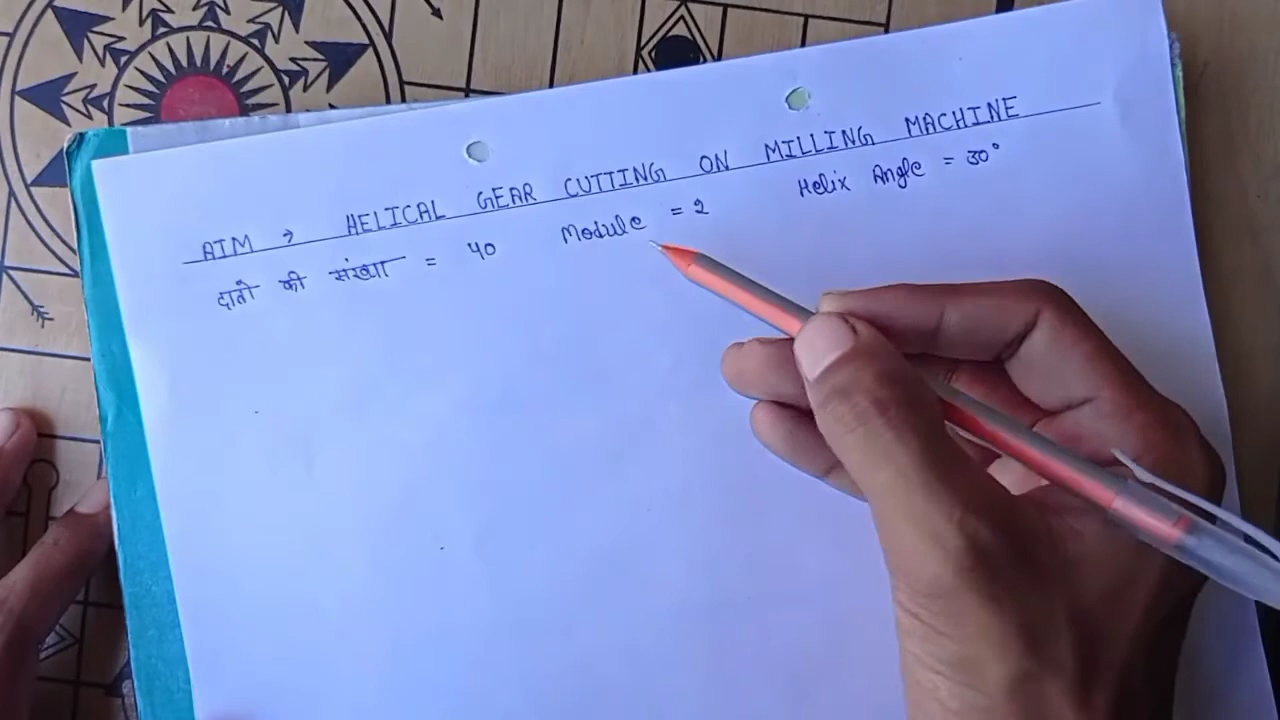 AIM → HELICAL GEAR CUTTING ON MILLING MACHINE
दातो की संख्या = 40 Module = 2 Helix Angle = 30°